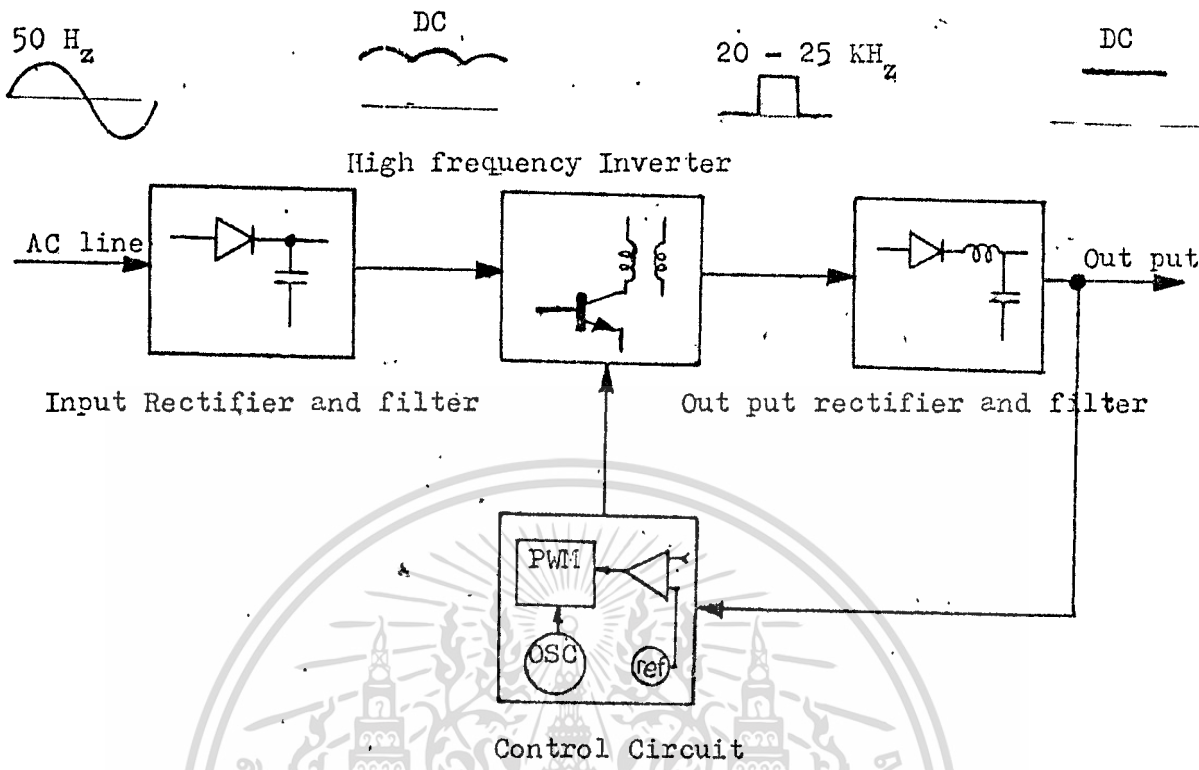 50 Hz
DC
20 - 25 KHz
DC
High frequency Inverter
AC line
Out put
Input Rectifier and filter
Out put rectifier and filter
PWM
OSC
ref
Control Circuit